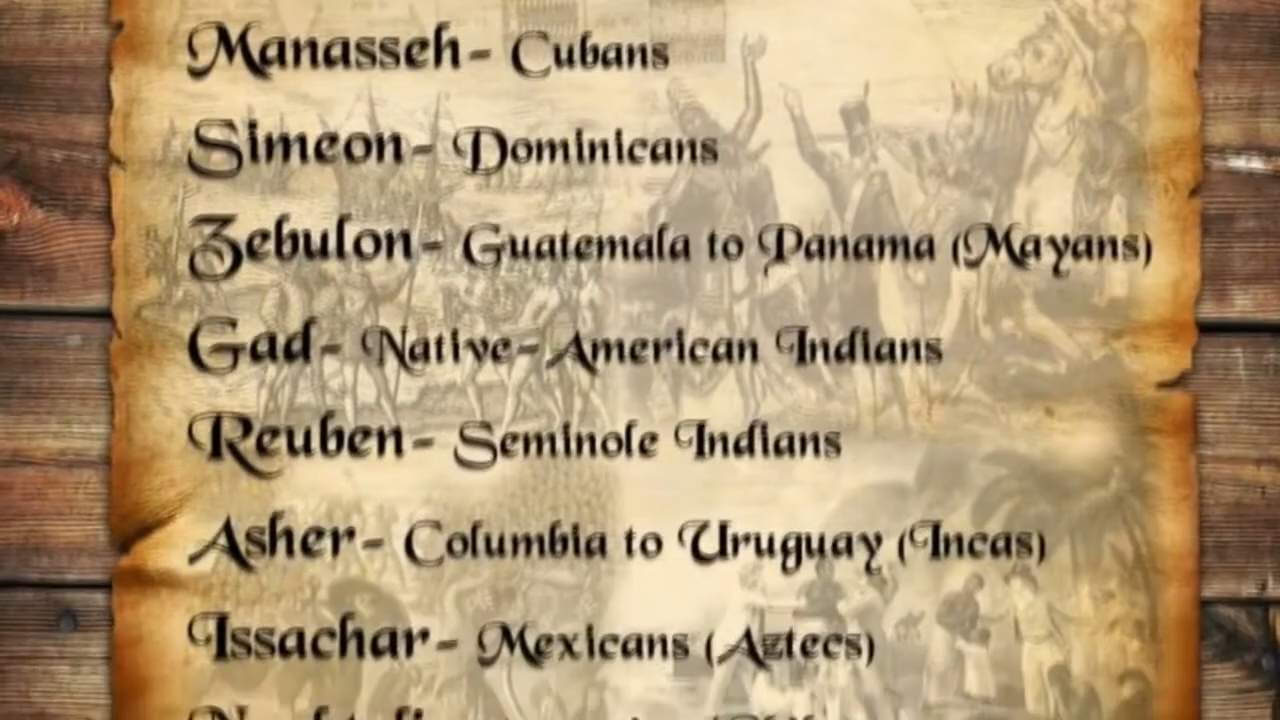 Manasseh- Cubans
Simeon- Dominicans
Zebulon- Guatemala to Panama (Mayans)
Gad- Native-American Indians
Reuben- Seminole Indians
Asher- Columbia to Uruguay (Incas)
Issachar- Mexicans (Aztecs)